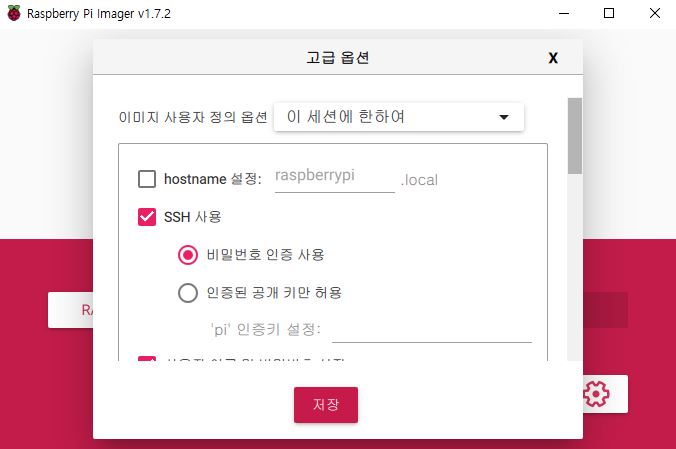 Raspberry Pi Imager v1.7.2
고급 옵션 X
이미지 사용자 정의 옵션 이 세션에 한하여
hostname 설정: raspberrypi .local
SSH 사용
비밀번호 인증 사용
인증된 공개 키만 허용
'pi' 인증키 설정:
저장